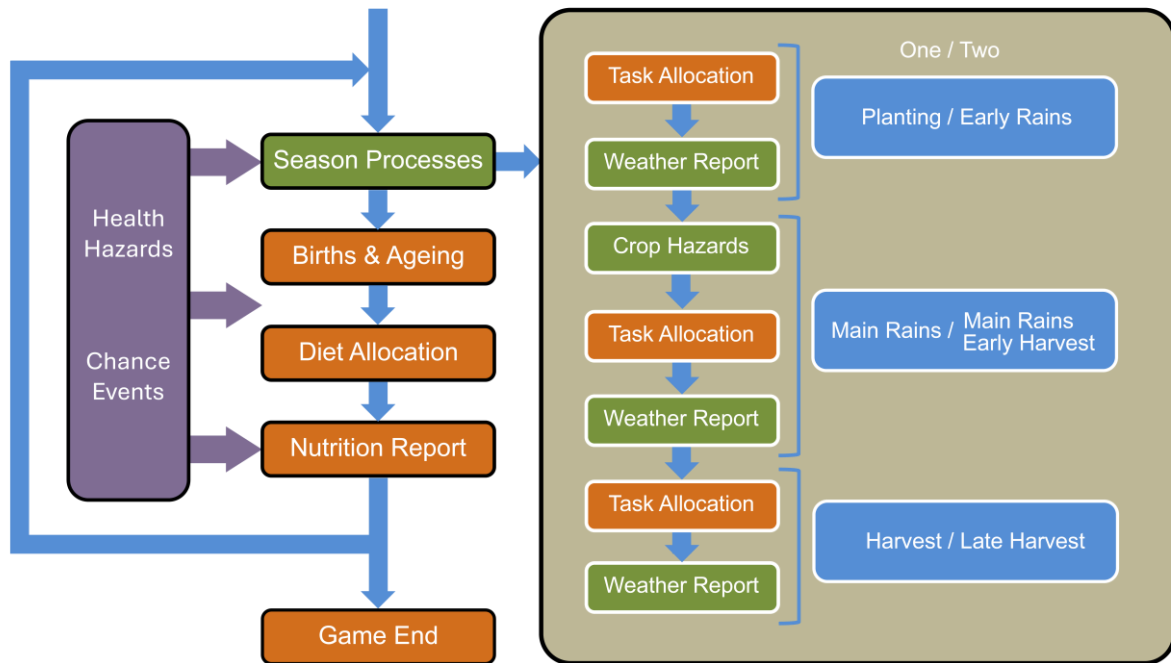 Season Processes
Births & Ageing
Diet Allocation
Nutrition Report
Game End
Health
Hazards
Chance
Events
One / Two
Task Allocation
Weather Report
Planting / Early Rains
Crop Hazards
Task Allocation
Weather Report
Main Rains / Main Rains
Early Harvest
Task Allocation
Weather Report
Harvest / Late Harvest